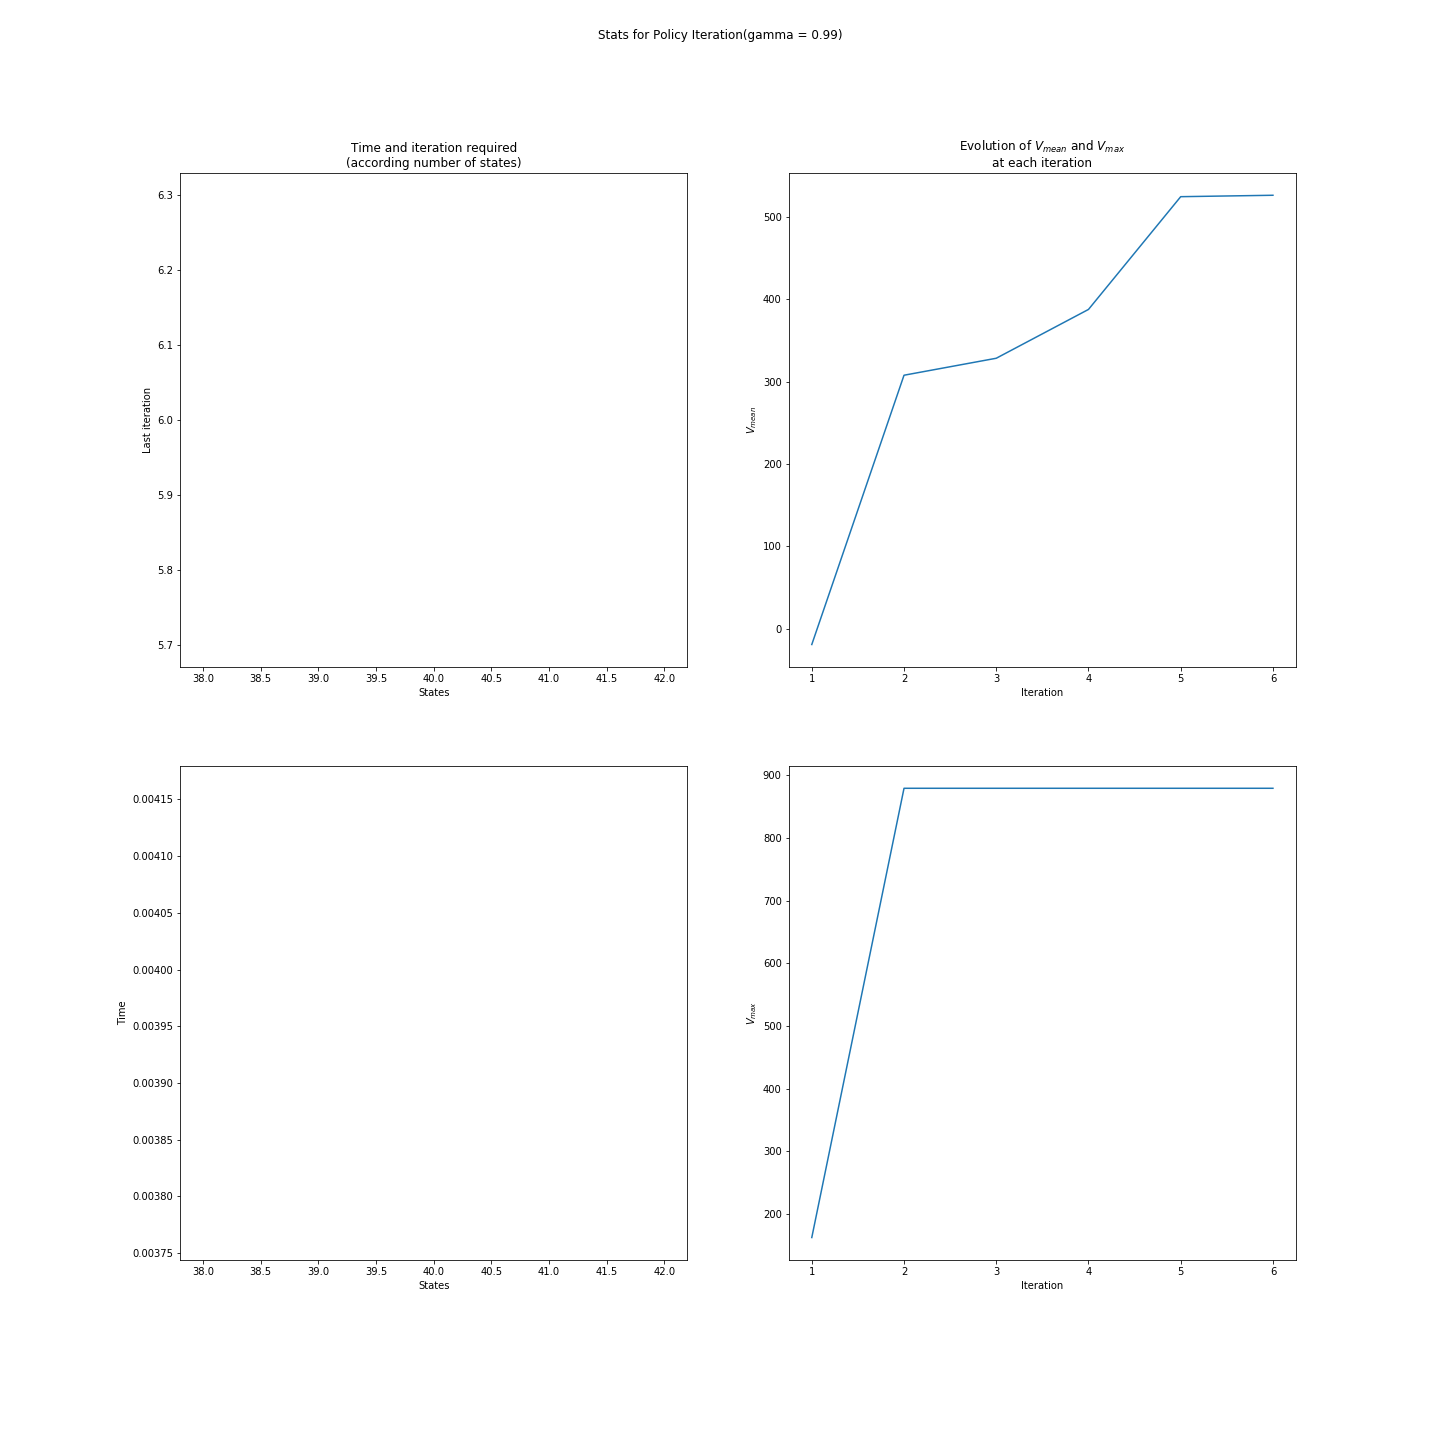 Stats for Policy Iteration(gamma = 0.99)
Time and iteration required
(according number of states)
6.3
6.2
6.1
6.0
5.9
5.8
5.7
Last iteration
38.0 38.5 39.0 39.5 40.0 40.5 41.0 41.5 42.0
States
Evolution of V_mean and V_max
at each iteration
500
400
300
200
100
0
V_mean
1 2 3 4 5 6
Iteration
0.00415
0.00410
0.00405
0.00400
0.00395
0.00390
0.00385
0.00380
0.00375
Time
38.0 38.5 39.0 39.5 40.0 40.5 41.0 41.5 42.0
States
900
800
700
600
500
400
300
200
V_max
1 2 3 4 5 6
Iteration